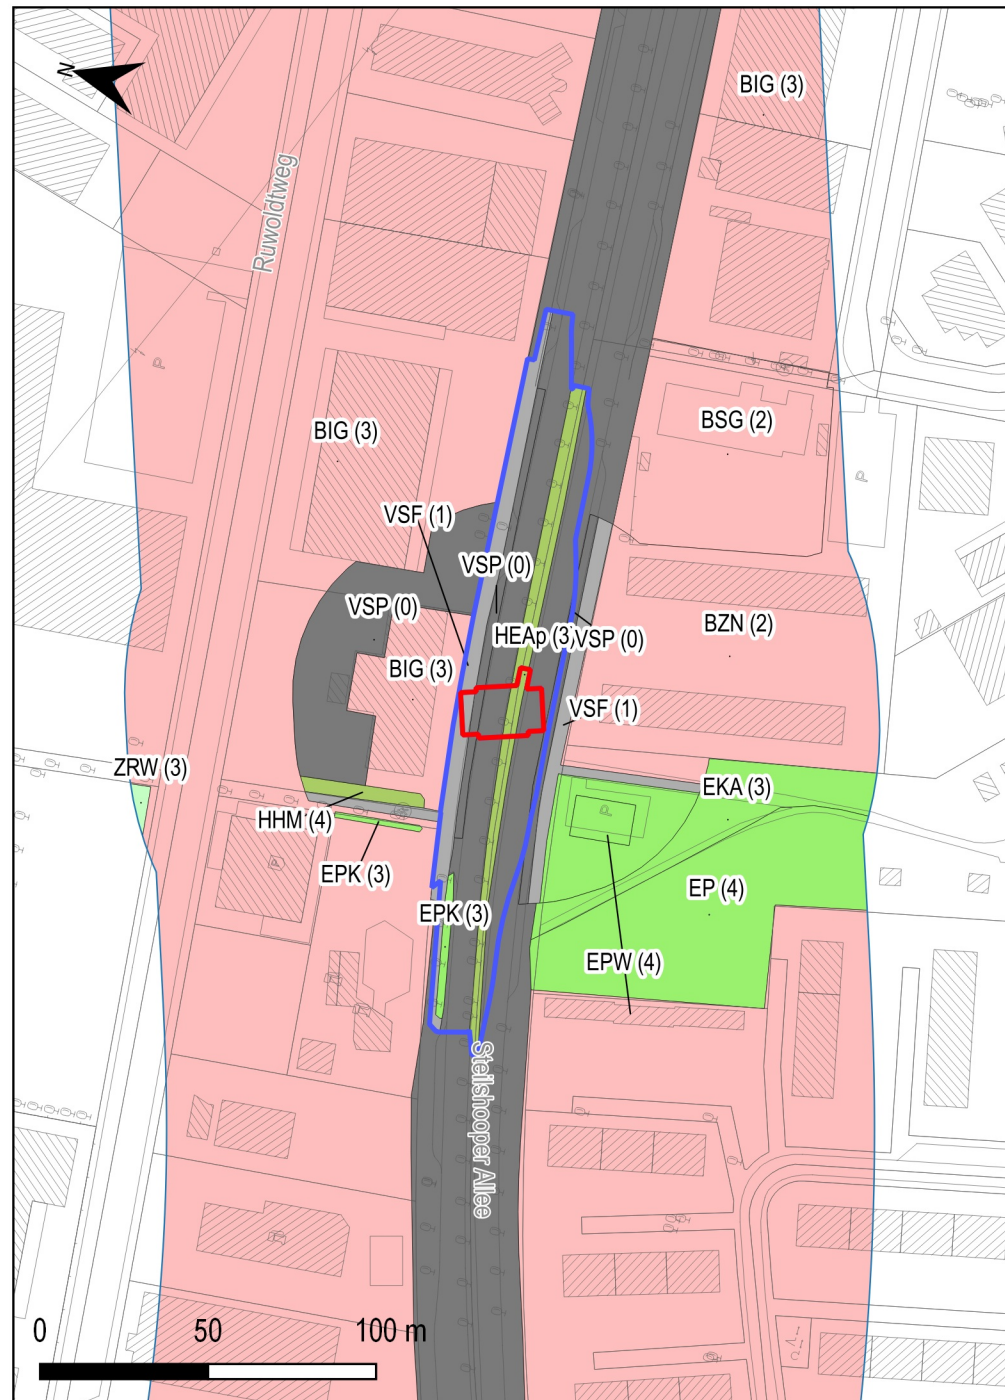 N
BIG (3)
Ruwoldtweg
P
BIG (3)
BSG (2)
P
VSF (1)
VSP (0)
VSP (0)
HEAp (3)
VSP (0)
BZN (2)
BIG (3)
VSF (1)
ZRW (3)
EKA (3)
P
HHM (4)
EPK (3)
EP (4)
EPK (3)
EPW (4)
Steilshooper Allee
0 50 100 m